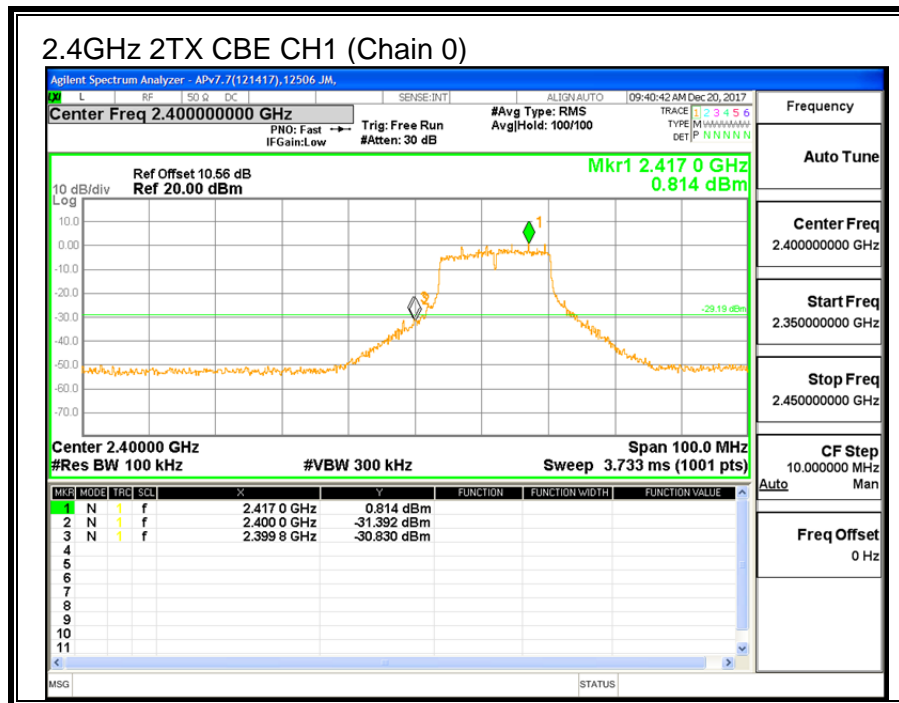 2.4GHz 2TX CBE CH1 (Chain 0)
Agilent Spectrum Analyzer - APv7.7(121417),12506 JM,
L RF 50 Ω DC SENSE:INT ALIGN AUTO 09:40:42 AM Dec 20, 2017
Center Freq 2.400000000 GHz
PNO: Fast
IFGain:Low
Trig: Free Run
#Atten: 30 dB
#Avg Type: RMS
Avg|Hold: 100/100
TRACE 1 2 3 4 5 6
TYPE M WWWWW
DET P N N N N N
Mkr1 2.417 0 GHz
0.814 dBm
Ref Offset 10.56 dB
10 dB/div Ref 20.00 dBm
Log
10.0
0.00
-10.0
-20.0
-30.0
-40.0
-50.0
-60.0
-70.0
1
-29.19 dBm
Center 2.40000 GHz Span 100.0 MHz
#Res BW 100 kHz #VBW 300 kHz Sweep 3.733 ms (1001 pts)
MKR MODE TRC SCL X Y FUNCTION FUNCTION WIDTH FUNCTION VALUE
1 N 1 f 2.417 0 GHz 0.814 dBm
2 N 1 f 2.400 0 GHz -31.392 dBm
3 N 1 f 2.399 8 GHz -30.830 dBm
4
5
6
7
8
9
10
11
MSG STATUS
Frequency
Auto Tune
Center Freq
2.400000000 GHz
Start Freq
2.350000000 GHz
Stop Freq
2.450000000 GHz
CF Step
10.000000 MHz
Auto Man
Freq Offset
0 Hz